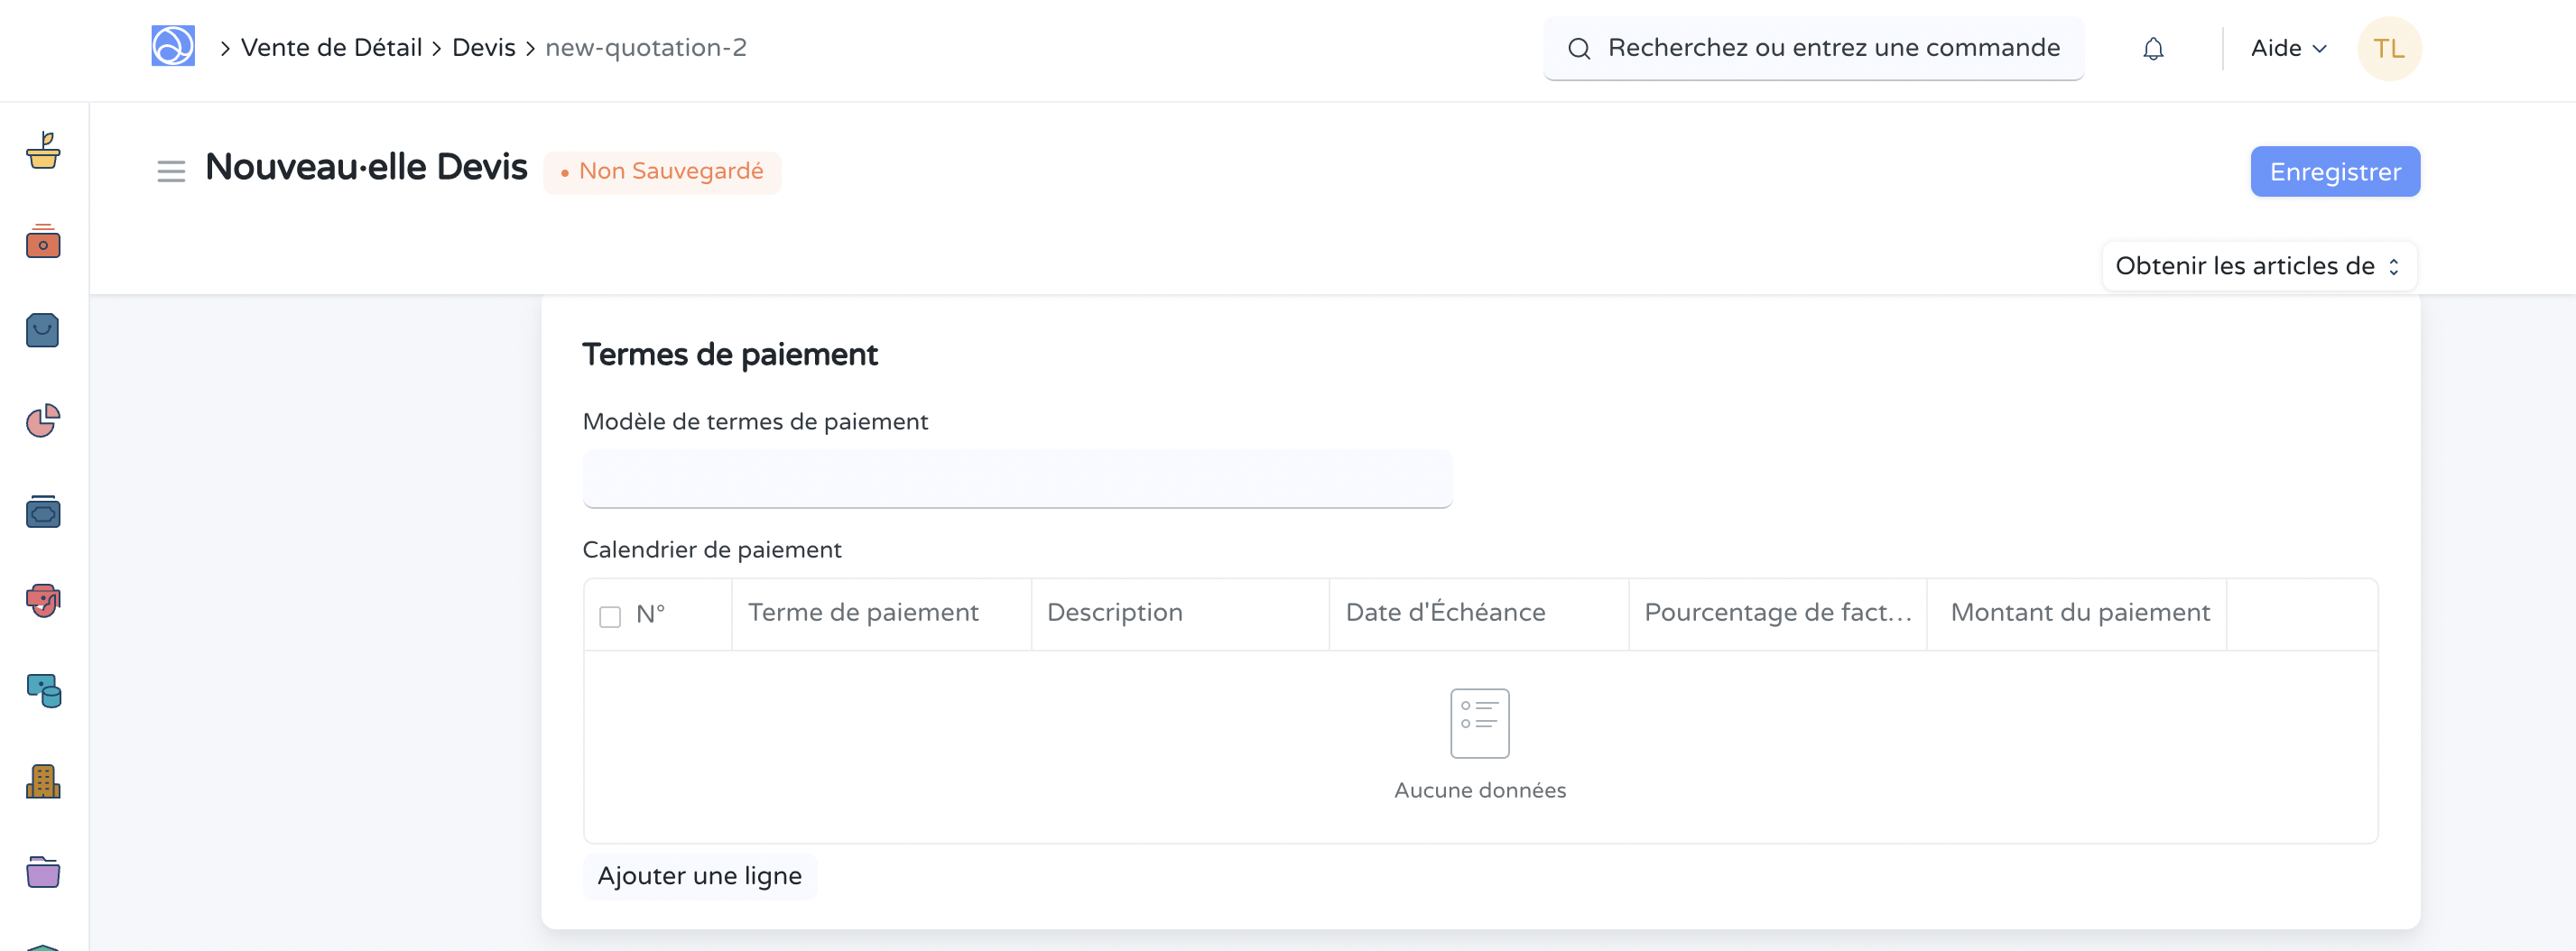 Vente de Détail Devis new-quotation-2
Recherchez ou entrez une commande
Aide
TL
Nouveau·elle Devis
Non Sauvegardé
Enregistrer
Obtenir les articles de
Termes de paiement
Modèle de termes de paiement
Calendrier de paiement
N° Terme de paiement Description Date d'Échéance Pourcentage de fact... Montant du paiement
Aucune données
Ajouter une ligne